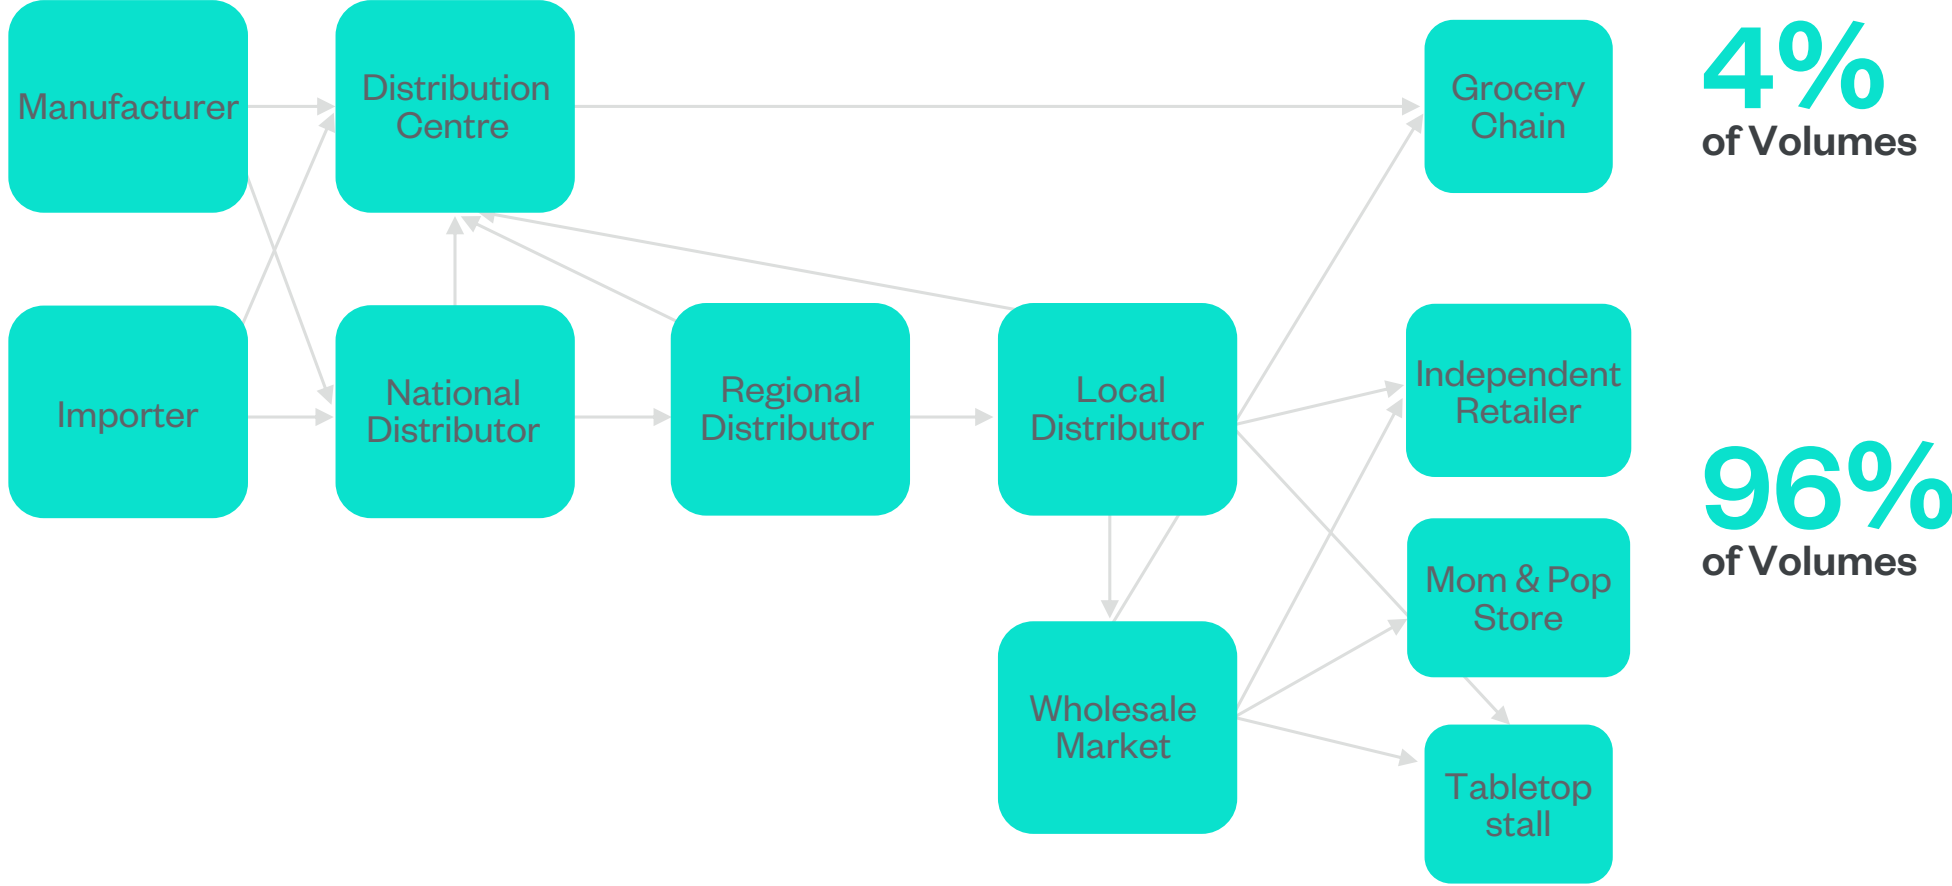 Manufacturer
Distribution
Centre
Grocery
Chain
4%
of Volumes
Importer
National
Distributor
Regional
Distributor
Local
Distributor
Independent
Retailer
96%
of Volumes
Mom & Pop
Store
Wholesale
Market
Tabletop
stall